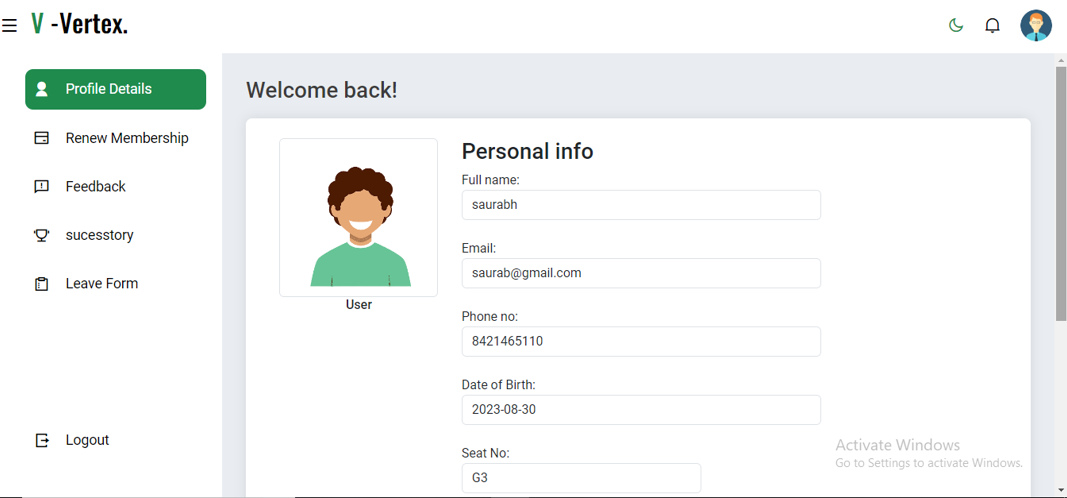 V -Vertex.
Profile Details
Renew Membership
Feedback
sucesstory
Leave Form
Logout
Welcome back!
User
Personal info
Full name:
saurabh
Email:
saurab@gmail.com
Phone no:
8421465110
Date of Birth:
2023-08-30
Seat No:
G3
Activate Windows
Go to Settings to activate Windows.